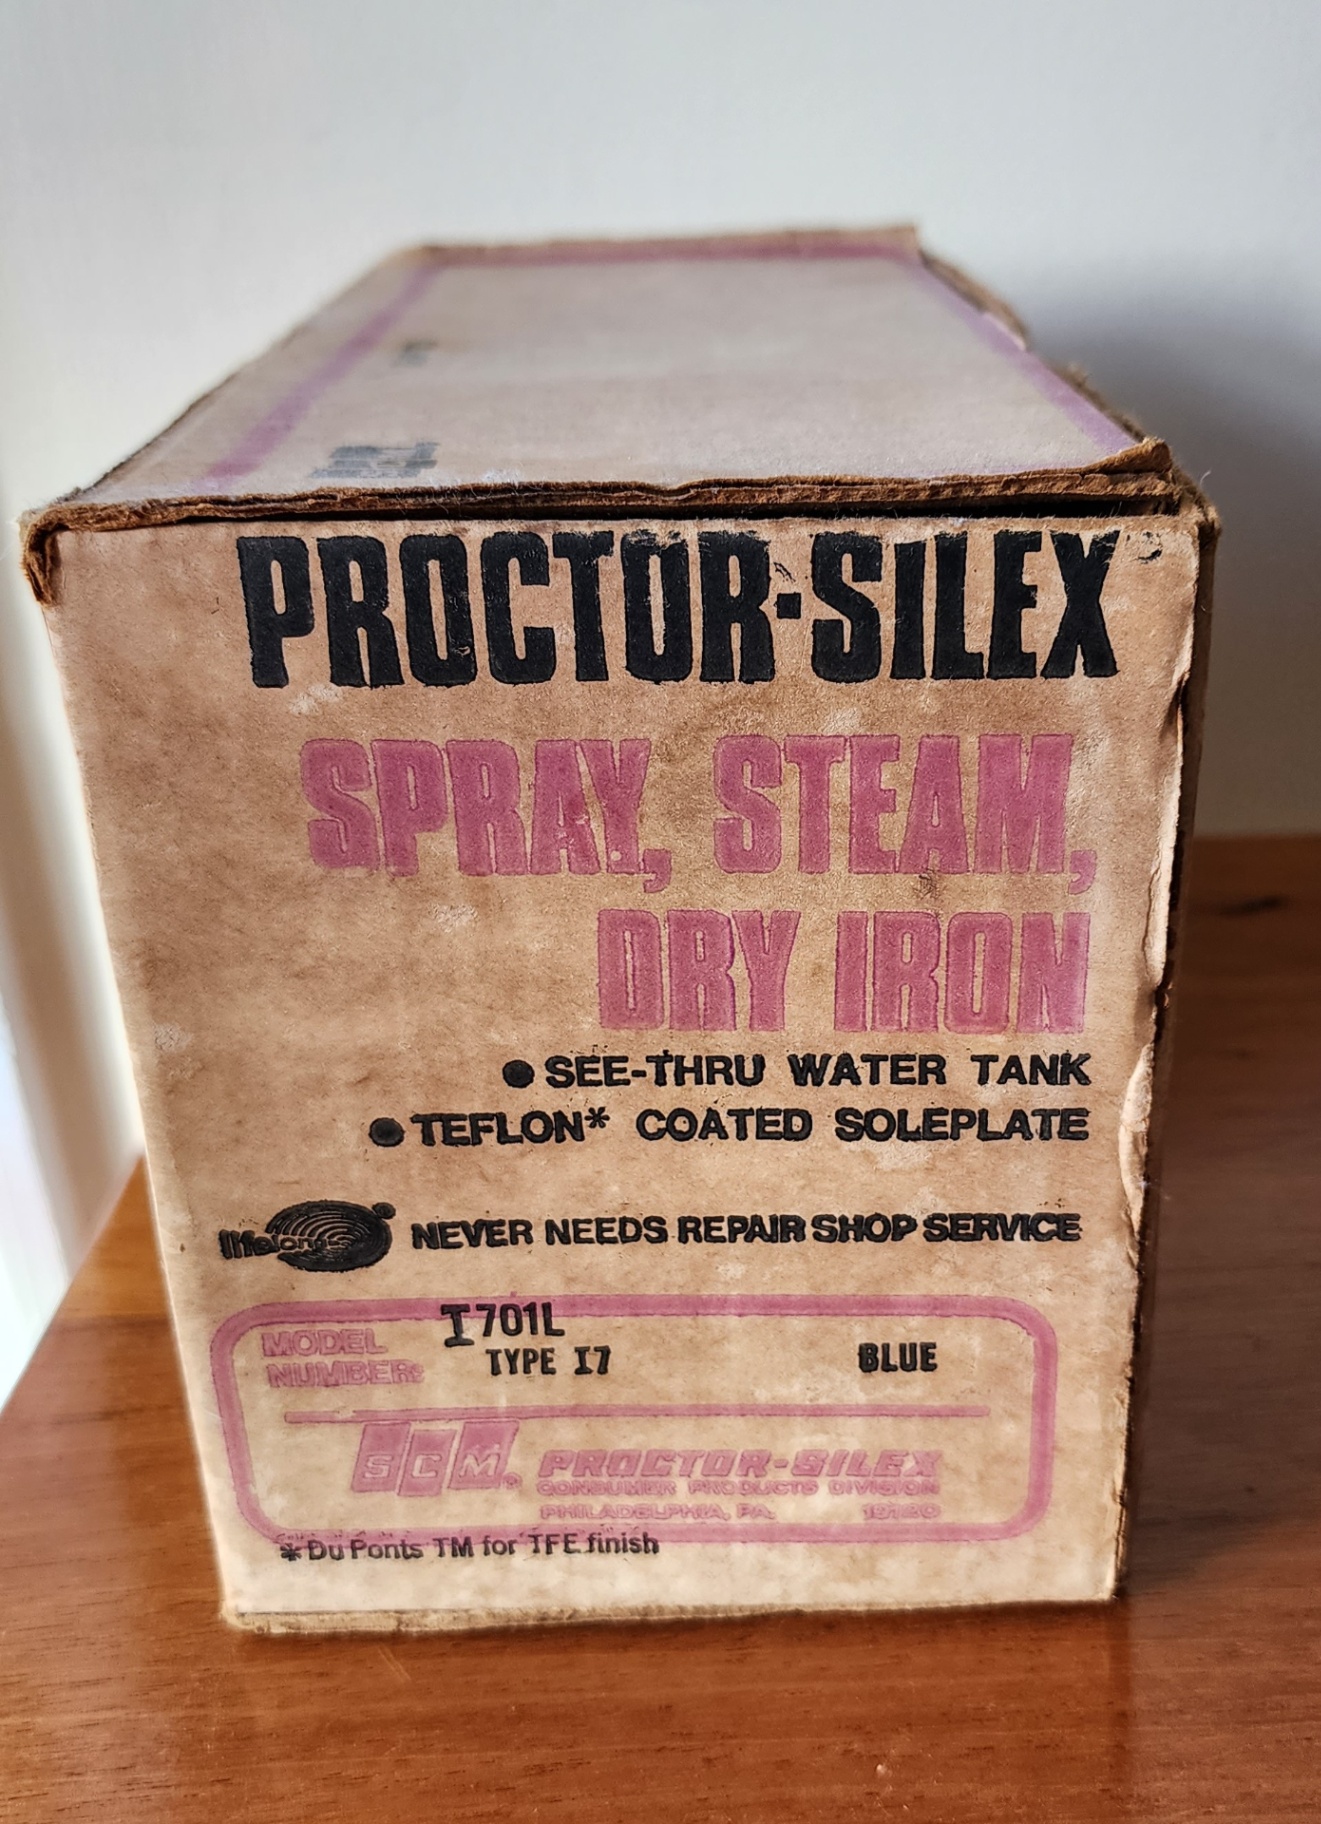 PROCTOR-SILEX
SPRAY, STEAM,
DRY IRON
● SEE-THRU WATER TANK
● TEFLON* COATED SOLEPLATE
lifelong NEVER NEEDS REPAIR SHOP SERVICE
MODEL NUMBER: I701L
TYPE I7 BLUE
SCM PROCTOR-SILEX
CONSUMER PRODUCTS DIVISION
PHILADELPHIA, PA. 19120
*Du Ponts TM for TFE finish